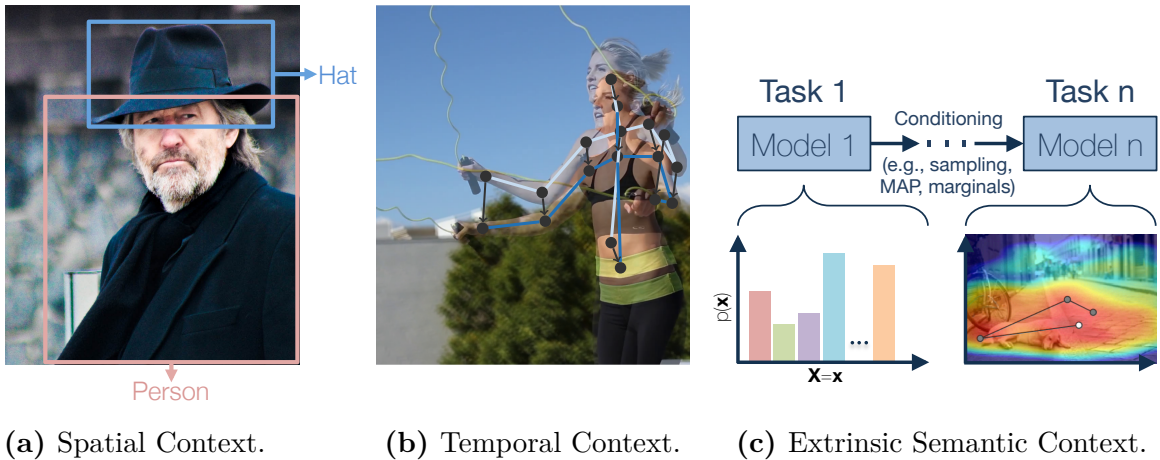 Hat
Person
(a) Spatial Context.
(b) Temporal Context.
Task 1
Task n
Model 1
Conditioning
(e.g., sampling,
MAP, marginals)
Model n
p(x)
...
X=x
(c) Extrinsic Semantic Context.